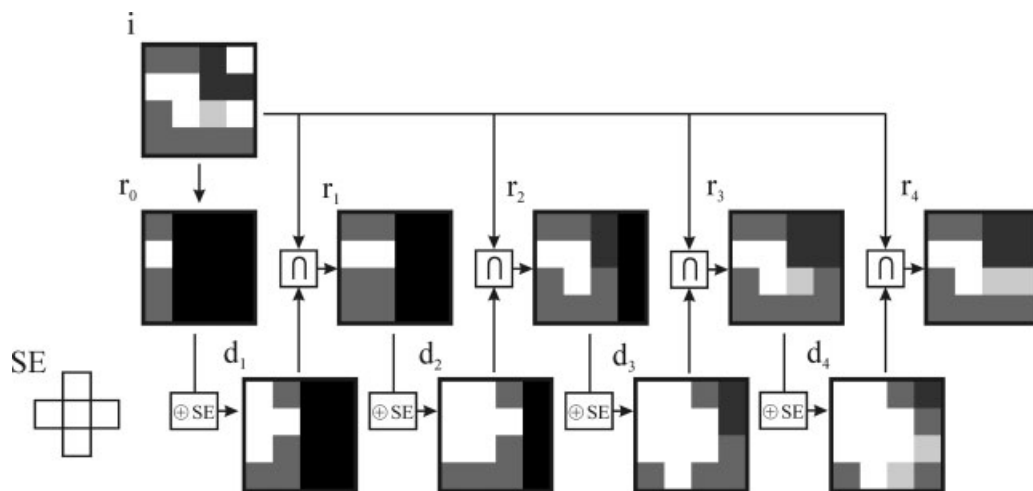 i
r₀
r₁
r₂
r₃
r₄
∩
∩
∩
∩
SE
d₁
d₂
d₃
d₄
⊕ SE
⊕ SE
⊕ SE
⊕ SE